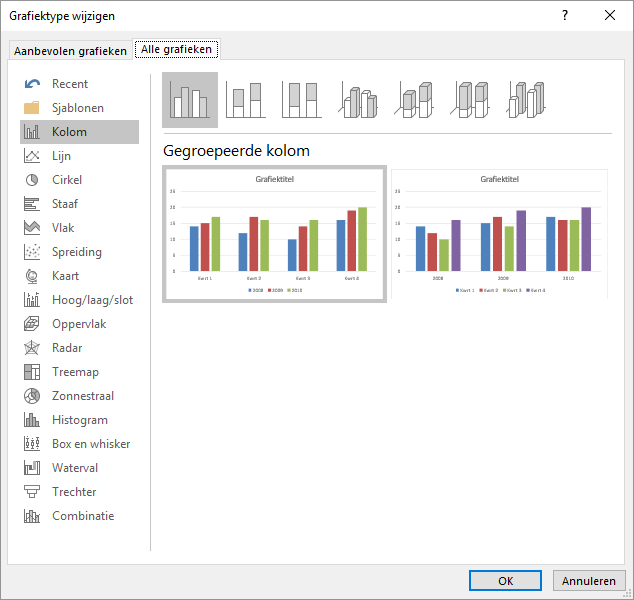 Grafiektype wijzigen
?
Aanbevolen grafieken
Alle grafieken
Recent
Sjablonen
Kolom
Lijn
Cirkel
Staaf
Vlak
Spreiding
Kaart
Hoog/laag/slot
Oppervlak
Radar
Treemap
Zonnestraal
Histogram
Box en whisker
Waterval
Trechter
Combinatie
Gegroepeerde kolom
Grafiektitel
25
20
15
10
5
0
Kwrt 1 Kwrt 2 Kwrt 3 Kwrt 4
2008 2009 2010
Grafiektitel
25
20
15
10
5
0
2008 2009 2010
Kwrt 1 Kwrt 2 Kwrt 3 Kwrt 4
OK
Annuleren